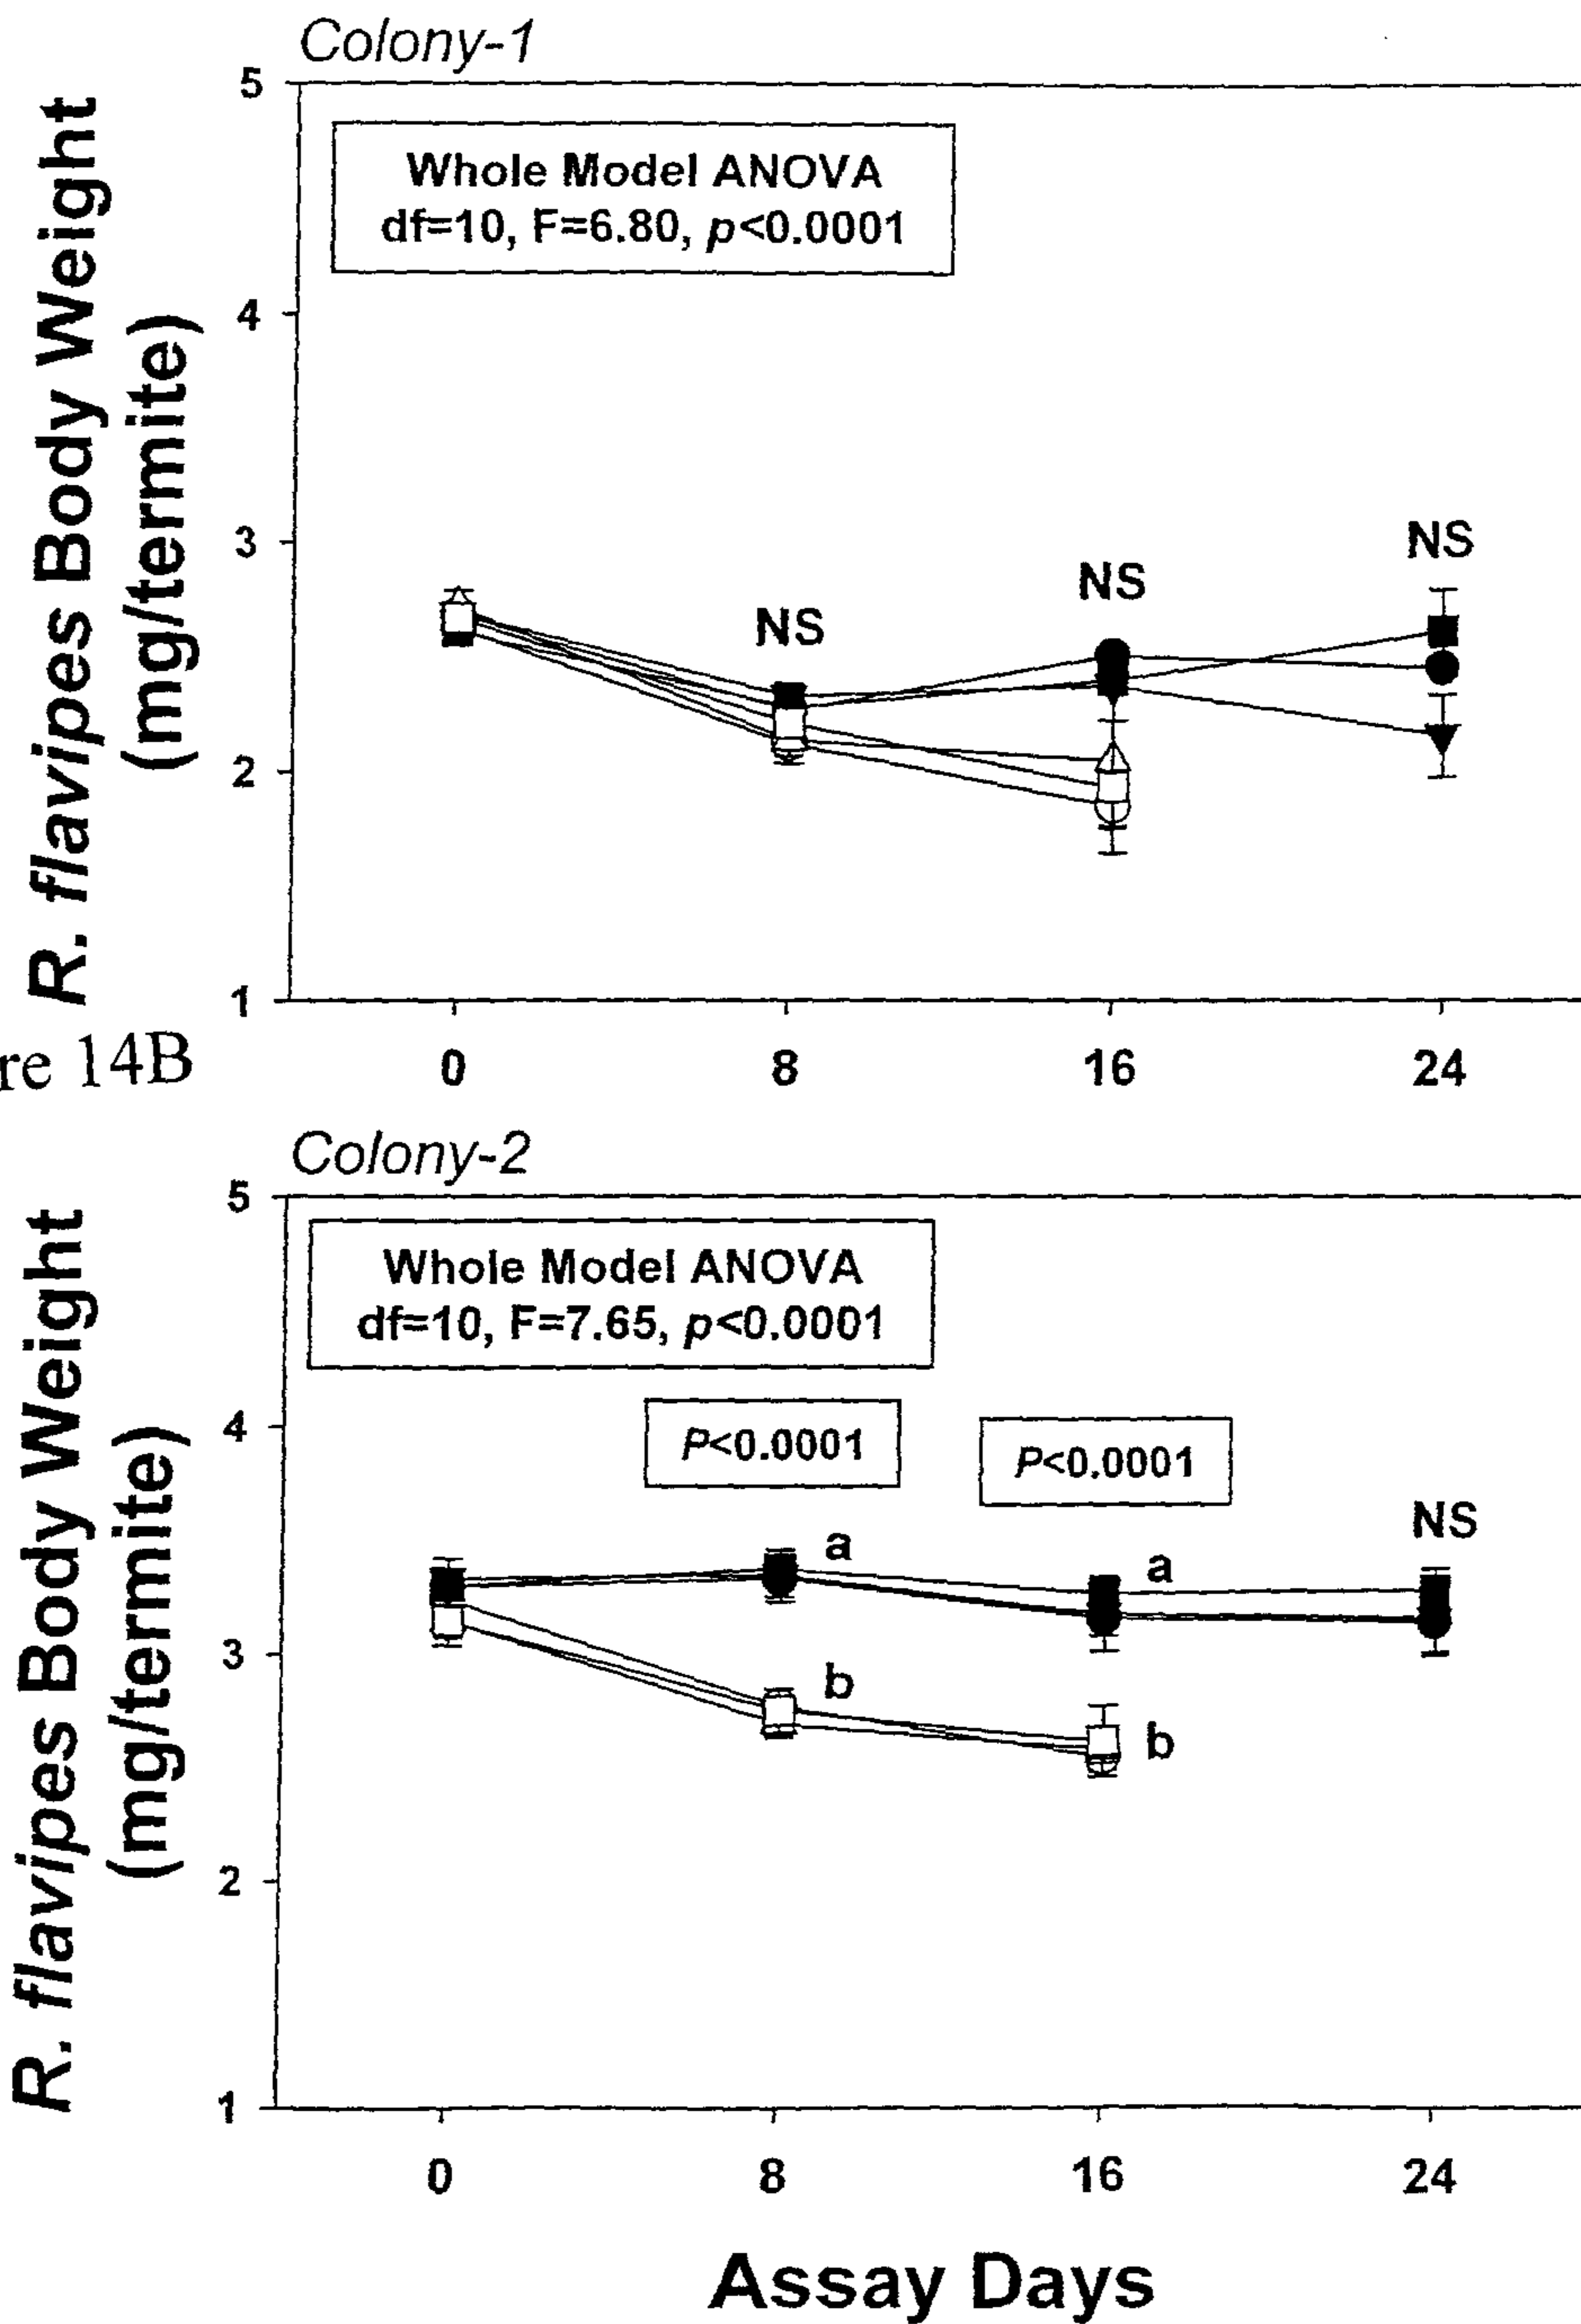 Colony-1
5
Whole Model ANOVA
df=10, F=6.80, p<0.0001
R. flavipes Body Weight
(mg/termite)
4
3
NS
NS
NS
2
1
0 8 16 24
re 14B
Colony-2
5
Whole Model ANOVA
df=10, F=7.65, p<0.0001
R. flavipes Body Weight
(mg/termite)
4
P<0.0001
P<0.0001
NS
a
a
3
b
b
2
1
0 8 16 24
Assay Days